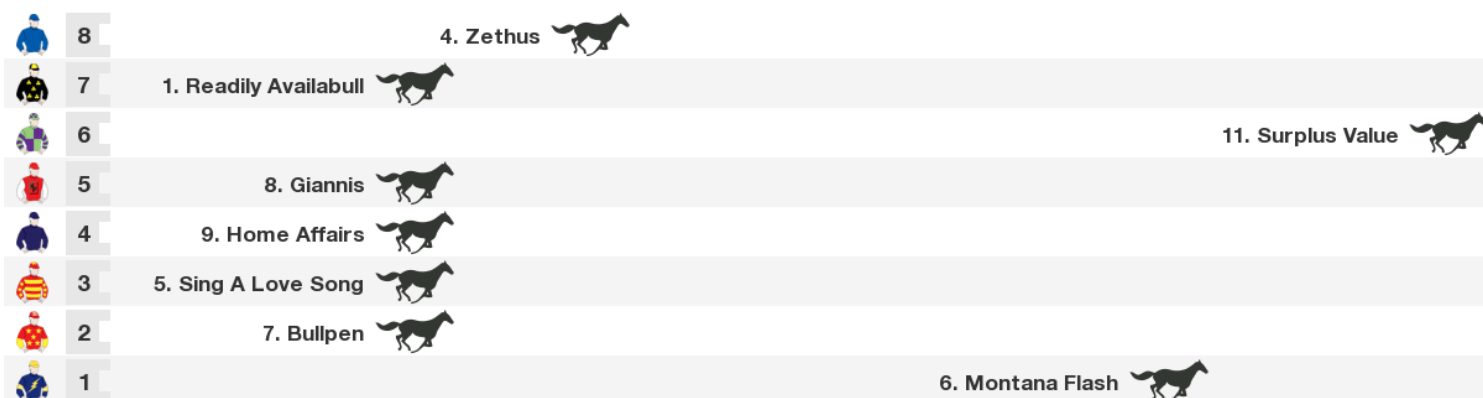 8 4. Zethus
7 1. Readily Availabull
6 11. Surplus Value
5 8. Giannis
4 9. Home Affairs
3 5. Sing A Love Song
2 7. Bullpen
1 6. Montana Flash